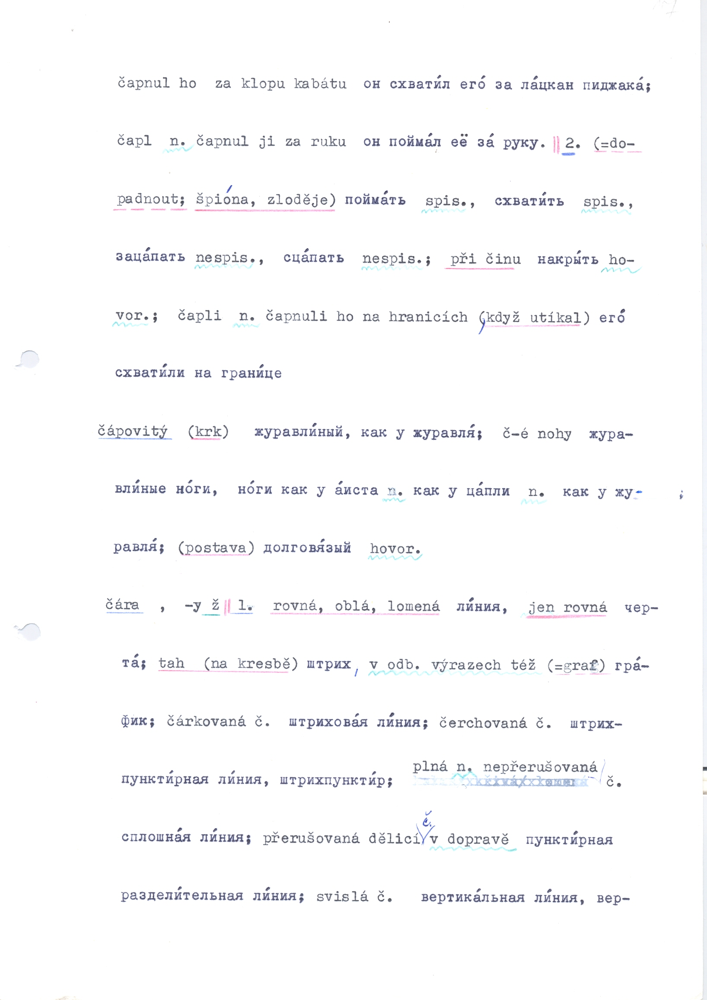 čapnul ho za klopu kabátu он схвати́л его́ за ла́цкан пиджака́;
čapl n. čapnul ji za ruku он пойма́л её за́ руку. || 2. (=do-
padnout; špióna, zloděje) пойма́ть spis., схвати́ть spis.,
заца́пать nespis., сца́пать nespis.; při činu накры́ть ho-
vor.; čapli n. čapnuli ho na hranicích (když utíkal) его́
схвати́ли на грани́це
čápovitý (krk) журавли́ный, как у журавля́; č-é nohy жура-
вли́ные но́ги, но́ги как у а́иста n. как у ца́пли n. как у жу- ;
равля́; (postava) долговя́зый hovor.
čára , -y ž || 1. rovná, oblá, lomená ли́ния, jen rovná чер-
та́; tah (na kresbě) штрих, v odb. výrazech též (=graf) гра́-
фик; čárkovaná č. штрихова́я ли́ния; čerchovaná č. штрих-
plná n. nepřerušovaná
пункти́рная ли́ния, штрихпункти́р; č.
č.
сплошна́я ли́ния; přerušovaná dělicí v dopravě пункти́рная
раздели́тельная ли́ния; svislá č. вертика́льная ли́ния, вер-